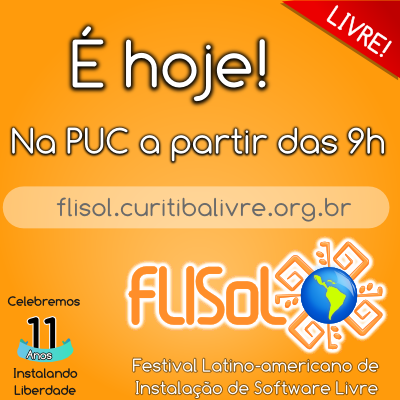 LIVRE!
É hoje!
Na PUC a partir das 9h
flisol.curitibalivre.org.br
FLISoL
Celebremos
11
Anos
Instalando
Liberdade
Festival Latino-americano de
Instalação de Software Livre